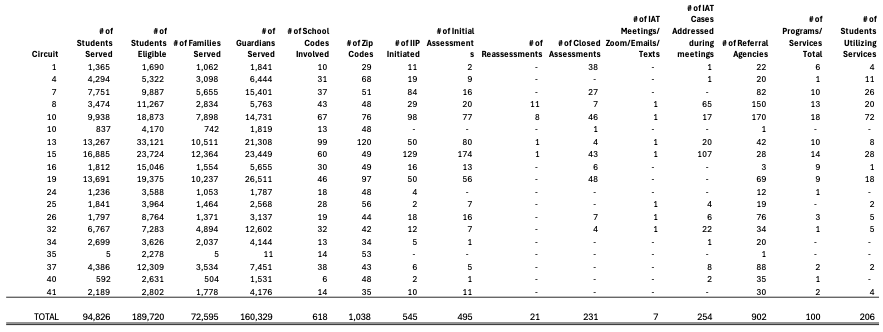 # of IAT
# of IAT Cases # of # of
# of # of # of # of School # of Initial Meetings/ Addressed Programs/ Students
Students Students # of Families Guardians Codes # of Zip # of IIP Assessment # of # of Closed Zoom/Emails/ during # of Referral Services Utilizing
Circuit Served Eligible Served Served Involved Codes Initiated s Reassessments Assessments Texts meetings Agencies Total Services
1 1,365 1,690 1,062 1,841 10 29 11 2 - 38 - 1 22 6 4
4 4,294 5,322 3,098 6,444 31 68 19 9 - - - 1 20 1 11
7 7,751 9,887 5,655 15,401 37 51 84 16 - 27 - - 82 10 26
8 3,474 11,267 2,834 5,763 43 48 29 20 11 7 1 65 150 13 20
10 9,938 18,873 7,898 14,731 67 76 98 77 8 46 1 17 170 18 72
10 837 4,170 742 1,819 13 48 - - - 1 - - 1 - -
13 13,267 33,121 10,511 21,308 99 120 50 80 1 4 1 20 42 10 8
15 16,885 23,724 12,364 23,449 60 49 129 174 1 43 1 107 28 14 28
16 1,812 15,046 1,554 5,655 30 49 16 13 - 6 - - 3 9 1
19 13,691 19,375 10,237 26,511 46 97 50 56 - 48 - - 69 9 18
24 1,236 3,588 1,053 1,787 18 48 4 - - - - - 12 1 -
25 1,841 3,964 1,464 2,568 28 56 2 7 - - 1 4 19 - 2
26 1,797 8,764 1,371 3,137 19 44 18 16 - 7 1 6 76 3 5
32 6,767 7,283 4,894 12,602 32 42 12 7 - 4 1 22 34 1 5
34 2,699 3,626 2,037 4,144 13 34 5 1 - - - 1 20 - -
35 5 2,278 5 11 14 53 - - - - - - 1 - -
37 4,386 12,309 3,534 7,451 38 43 6 5 - - - 8 88 2 2
40 592 2,631 504 1,531 6 48 2 1 - - - 2 35 1 -
41 2,189 2,802 1,778 4,176 14 35 10 11 - - - - 30 2 4
TOTAL 94,826 189,720 72,595 160,329 618 1,038 545 495 21 231 7 254 902 100 206